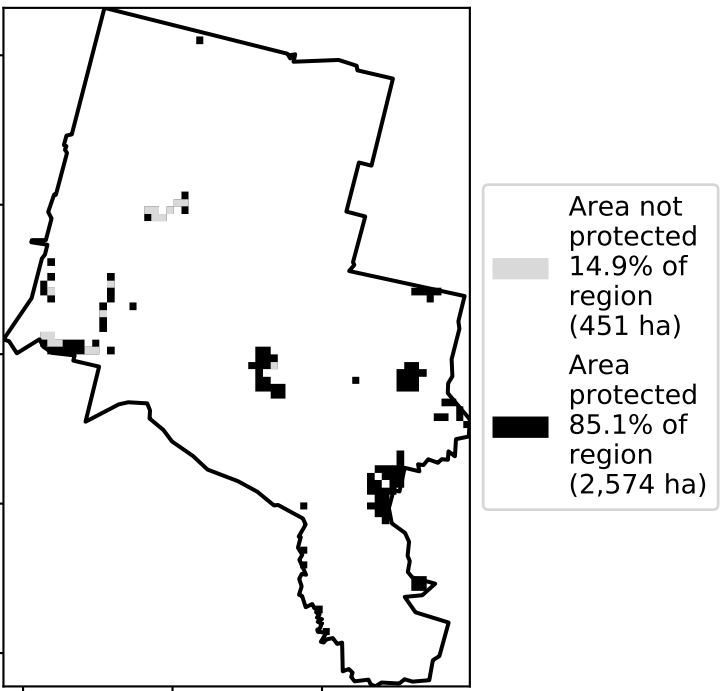 Area not
protected
14.9% of
region
(451 ha)
Area
protected
85.1% of
region
(2,574 ha)